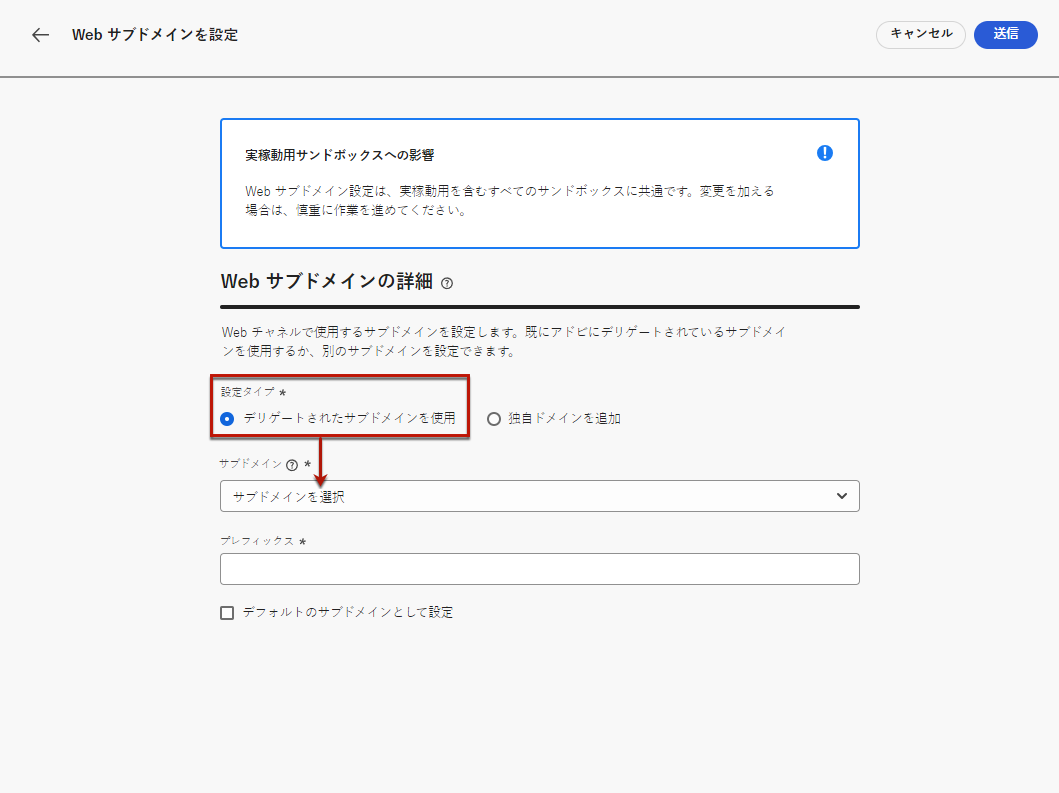 Web サブドメインを設定
キャンセル
送信
実稼動用サンドボックスへの影響
Web サブドメイン設定は、実稼動用を含むすべてのサンドボックスに共通です。変更を加える
場合は、慎重に作業を進めてください。
Web サブドメインの詳細
Web チャネルで使用するサブドメインを設定します。既にアドビにデリゲートされているサブドメイ
ンを使用するか、別のサブドメインを設定できます。
設定タイプ *
デリゲートされたサブドメインを使用
独自ドメインを追加
サブドメイン *
サブドメインを選択
プレフィックス *
デフォルトのサブドメインとして設定